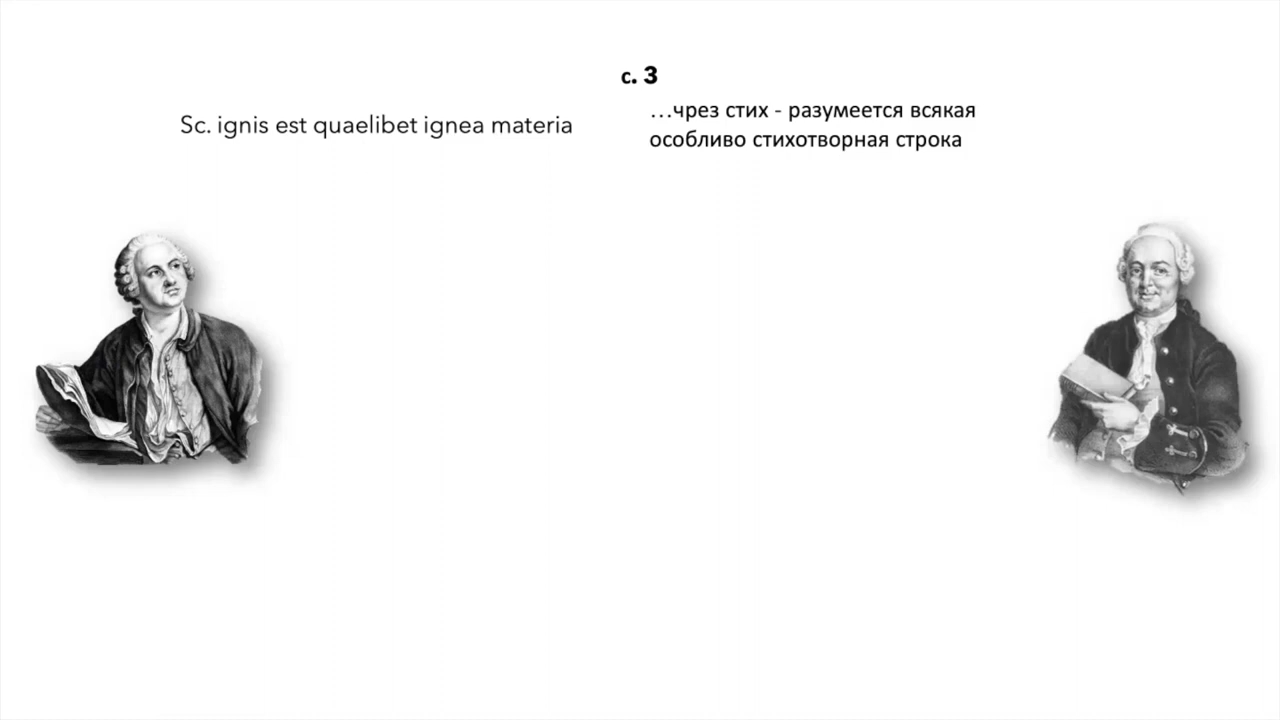 с. 3
Sc. ignis est quaelibet ignea materia
…чрез стих - разумеется всякая
особливо стихотворная строка